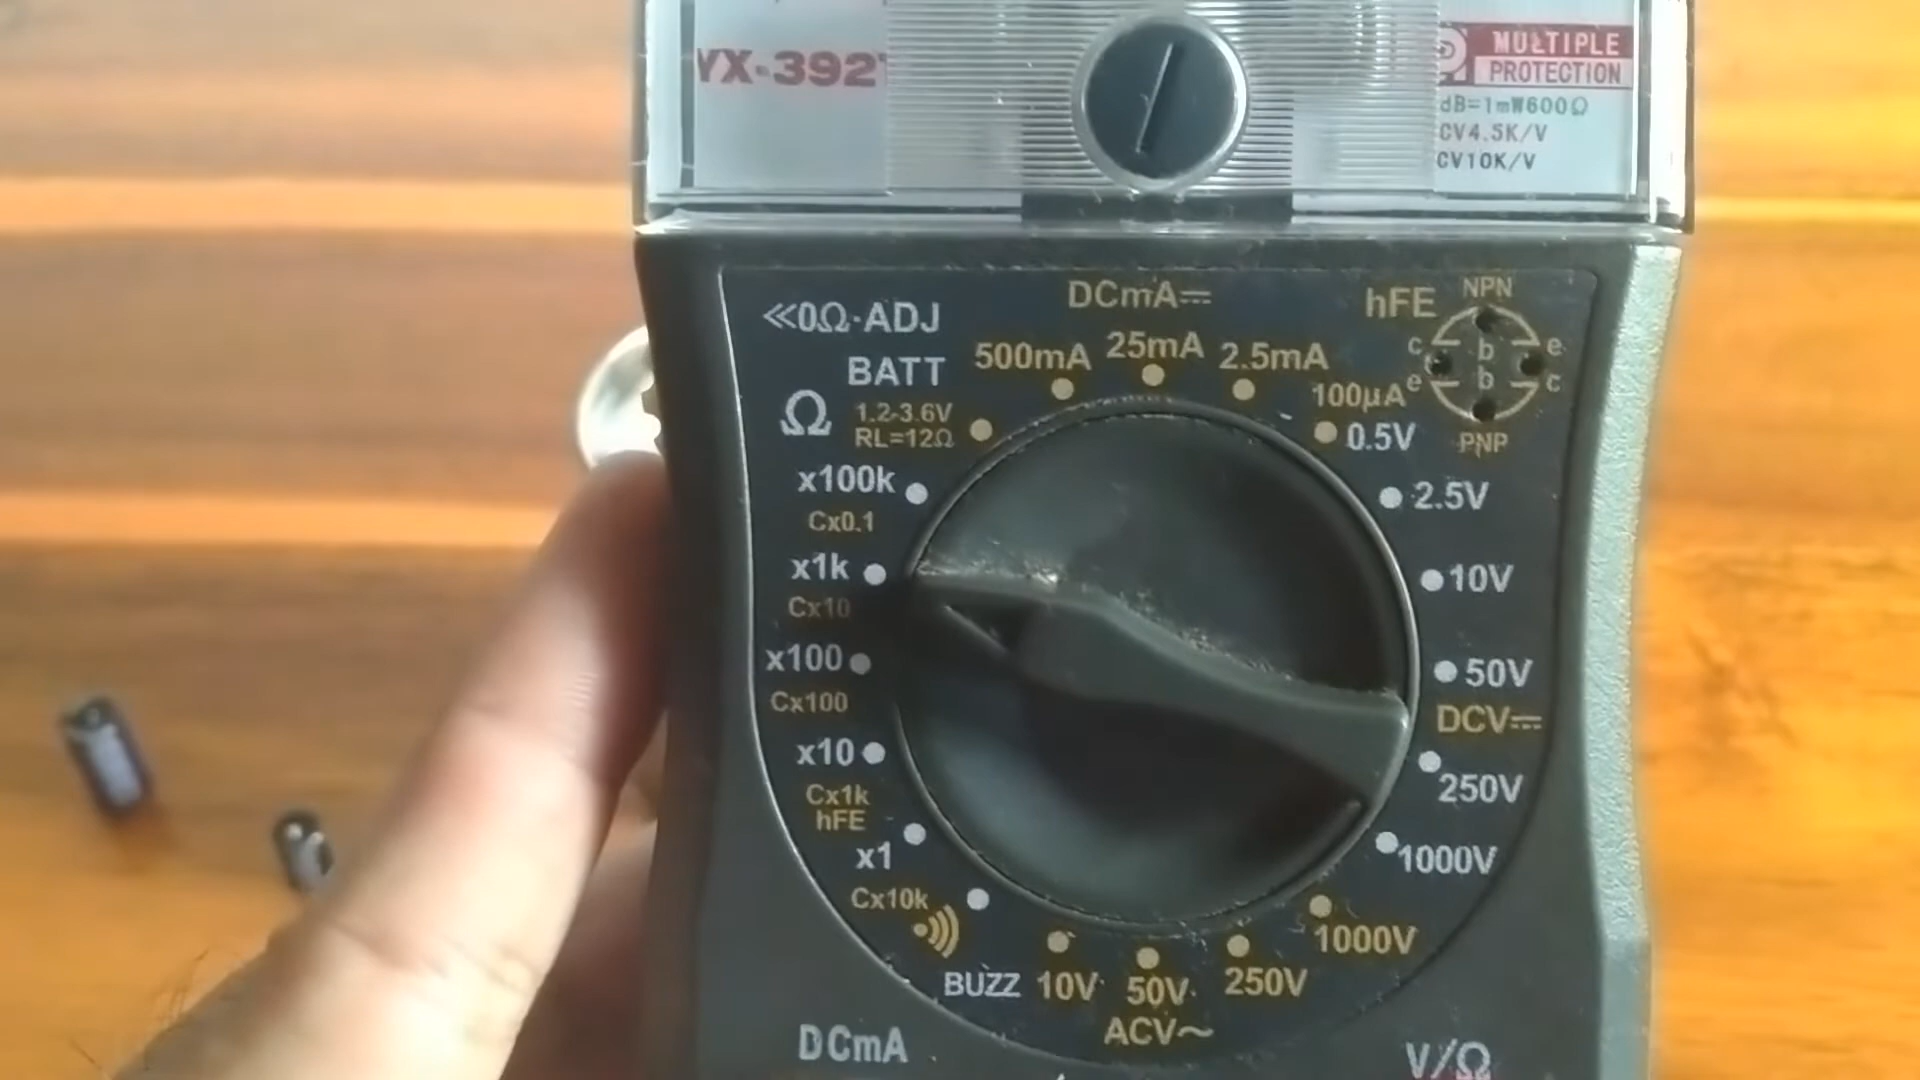 YX-392
MULTIPLE
PROTECTION
dB=1mW600Ω
CV4.5K/V
CV10K/V
DCmA⎓
hFE
NPN
c b e
e b c
PNP
≪0Ω·ADJ
BATT
Ω
1.2-3.6V
RL=12Ω
500mA
25mA
2.5mA
100µA
0.5V
x100k
2.5V
Cx0.1
x1k
10V
Cx10
x100
50V
Cx100
DCV⎓
x10
250V
Cx1k
hFE
x1
1000V
Cx10k
1000V
BUZZ
10V
50V
250V
ACV~
DCmA
V/Ω